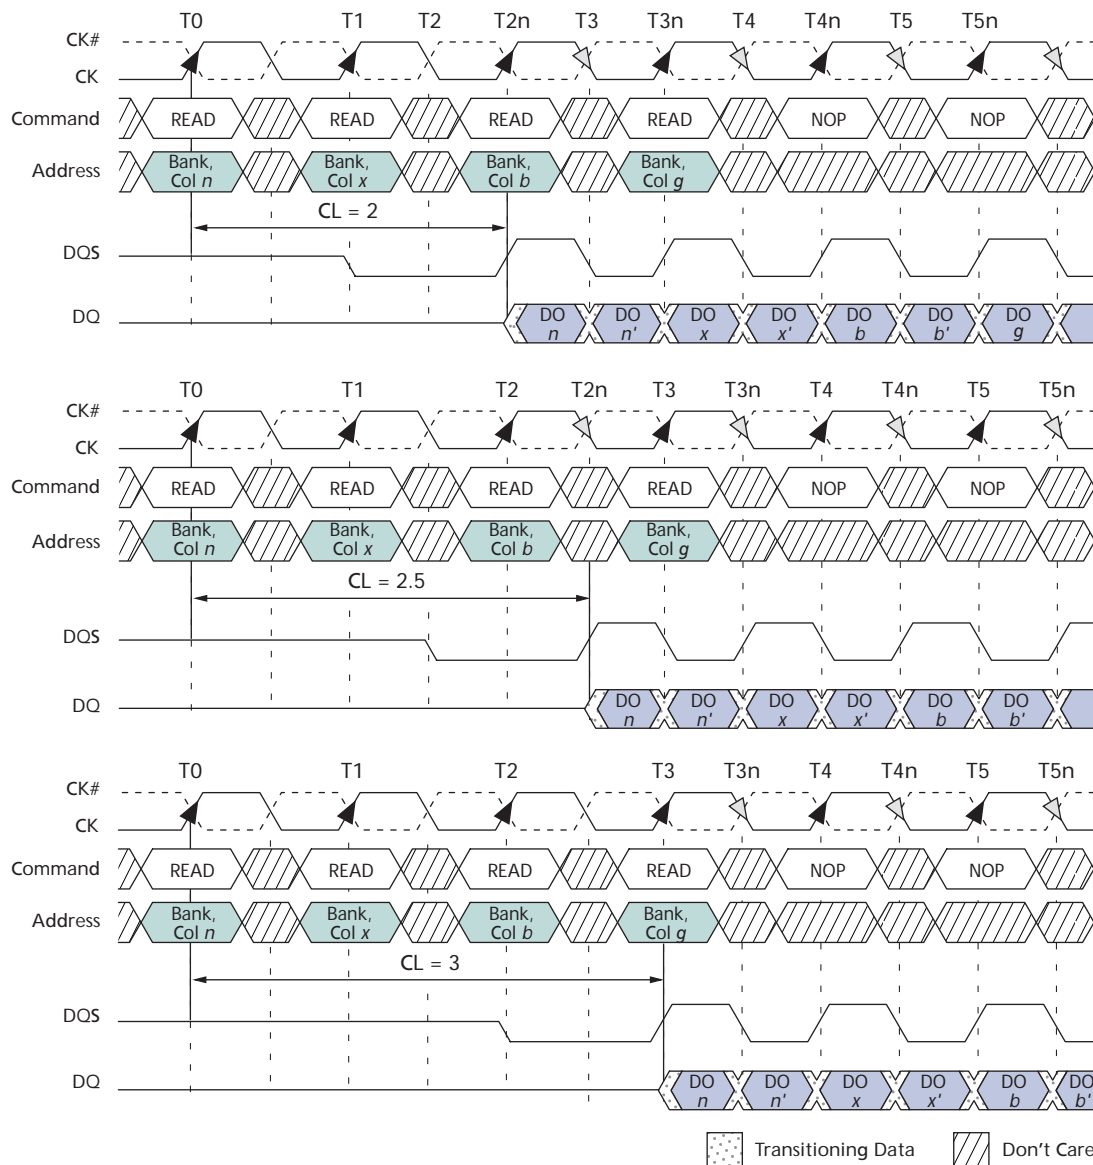 T0 T1 T2 T2n T3 T3n T4 T4n T5 T5n
CK#
CK
Command READ READ READ READ NOP NOP
Address Bank, Col n Bank, Col x Bank, Col b Bank, Col g
CL = 2
DQS
DQ DO n DO n' DO x DO x' DO b DO b' DO g
T0 T1 T2 T2n T3 T3n T4 T4n T5 T5n
CK#
CK
Command READ READ READ READ NOP NOP
Address Bank, Col n Bank, Col x Bank, Col b Bank, Col g
CL = 2.5
DQS
DQ DO n DO n' DO x DO x' DO b DO b'
T0 T1 T2 T3 T3n T4 T4n T5 T5n
CK#
CK
Command READ READ READ READ NOP NOP
Address Bank, Col n Bank, Col x Bank, Col b Bank, Col g
CL = 3
DQS
DQ DO n DO n' DO x DO x' DO b DO b'
Transitioning Data Don't Care